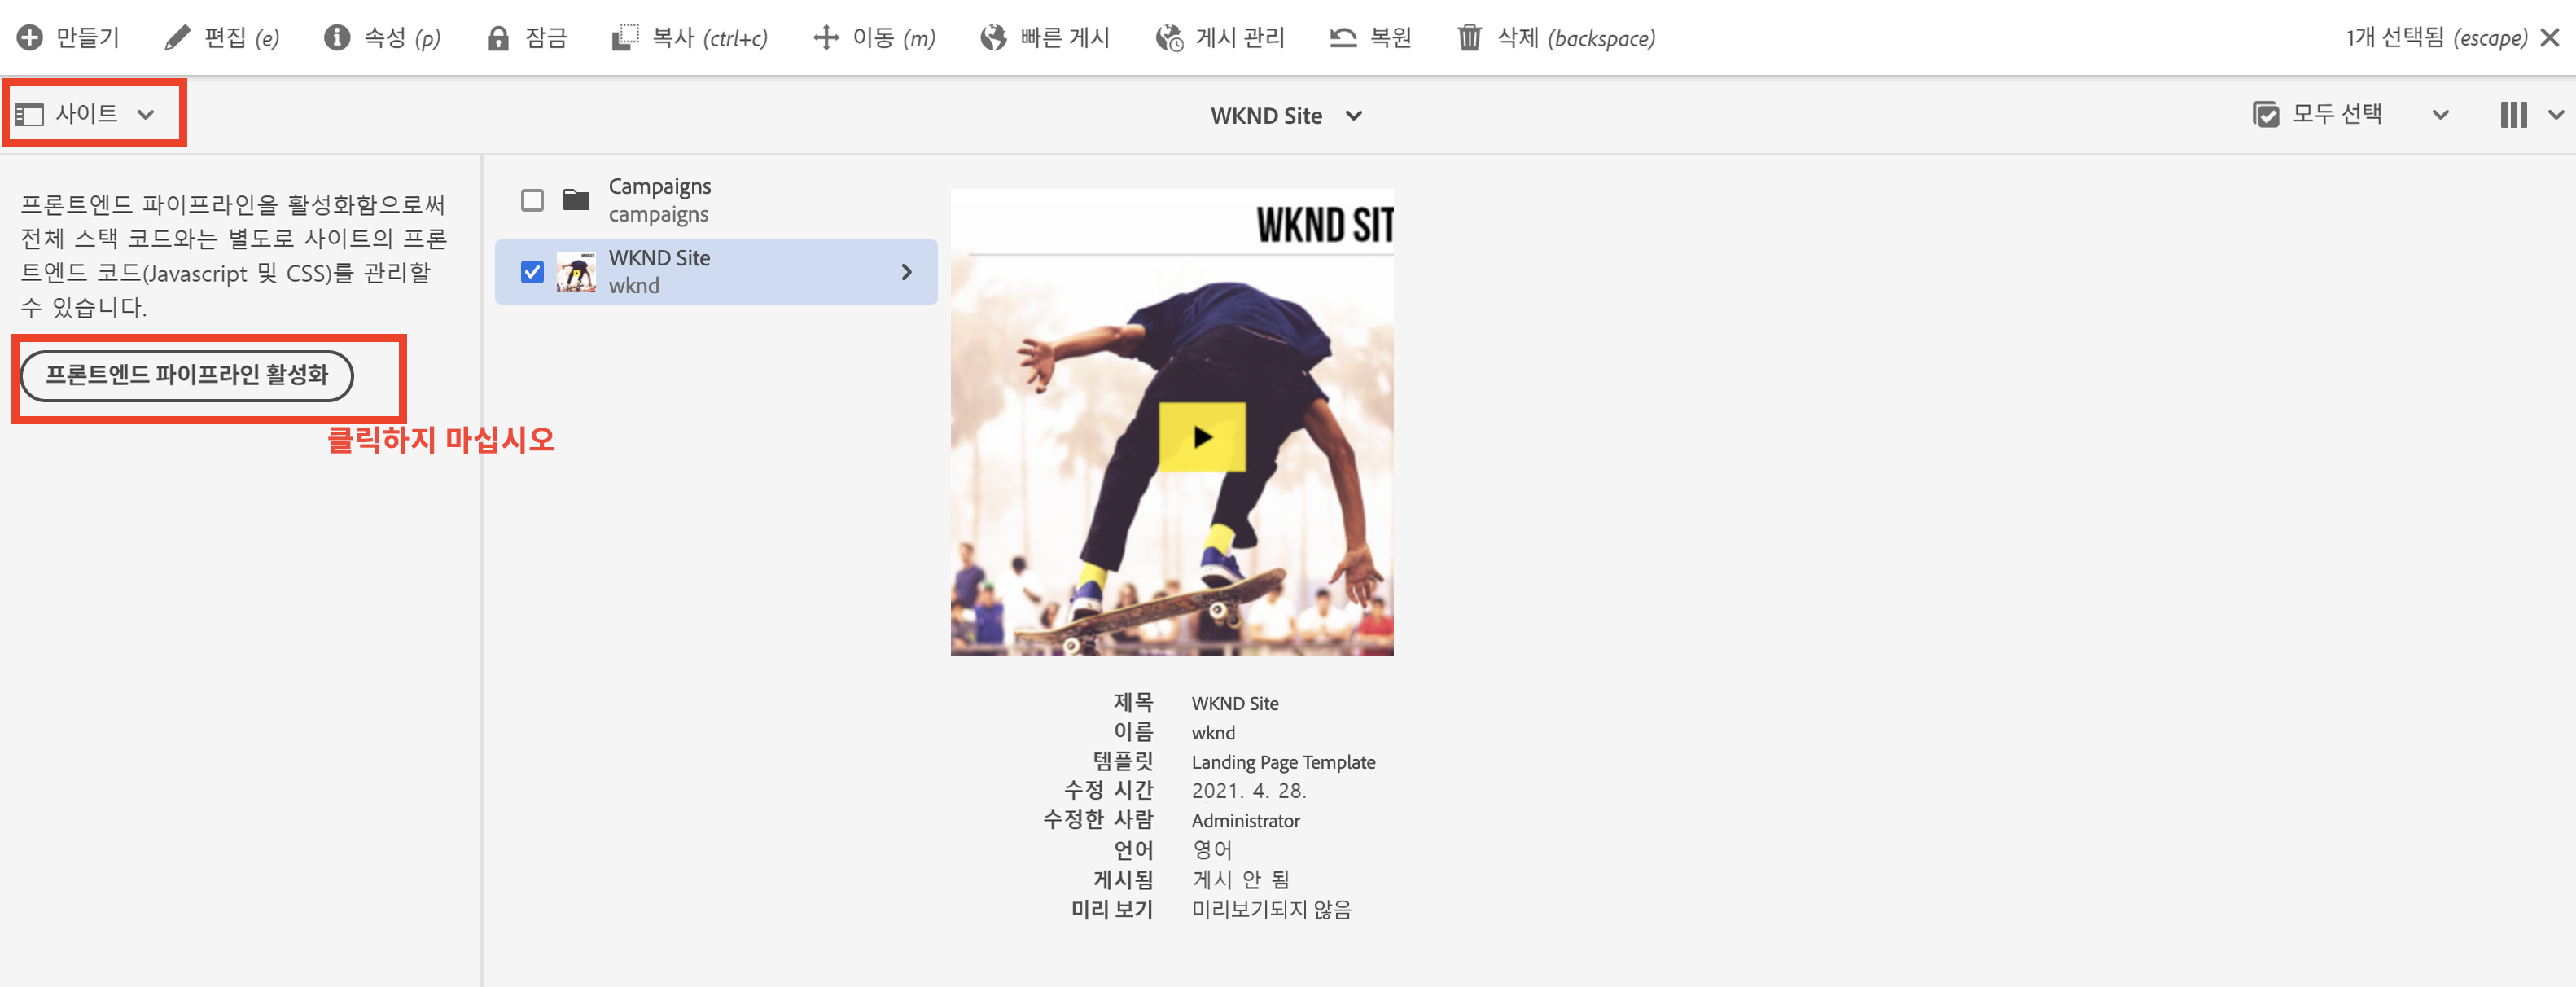 만들기 편집 (e) 속성 (p) 잠금 복사 (ctrl+c) 이동 (m) 빠른 게시 게시 관리 복원 삭제 (backspace) 1개 선택됨 (escape)
사이트 WKND Site 모두 선택
프론트엔드 파이프라인을 활성화함으로써
전체 스택 코드와는 별도로 사이트의 프론
트엔드 코드(Javascript 및 CSS)를 관리할
수 있습니다.
프론트엔드 파이프라인 활성화
클릭하지 마십시오
Campaigns
campaigns
WKND Site
wknd
WKND SIT
제목 WKND Site
이름 wknd
템플릿 Landing Page Template
수정 시간 2021. 4. 28.
수정한 사람 Administrator
언어 영어
게시됨 게시 안 됨
미리 보기 미리보기되지 않음